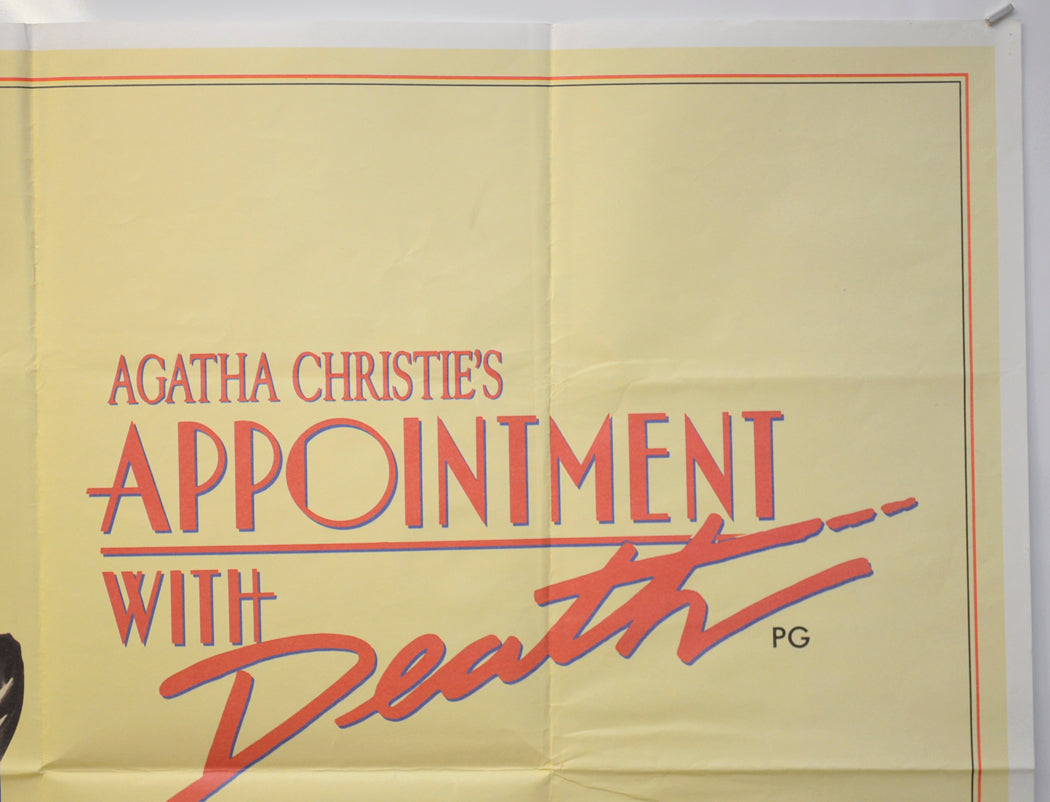 AGATHA CHRISTIE'S
APPOINTMENT
WITH
Death
PG